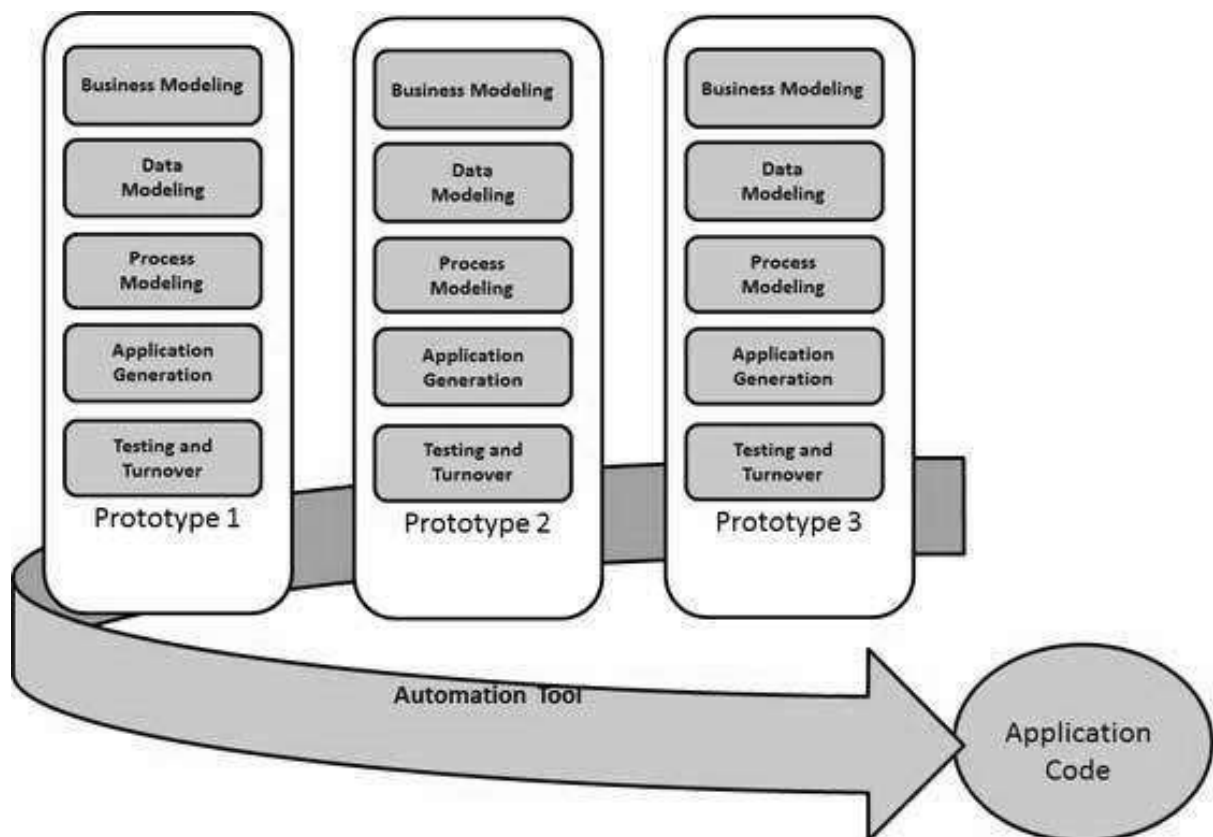 Business Modeling
Data
Modeling
Process
Modeling
Application
Generation
Testing and
Turnover
Prototype 1
Business Modeling
Data
Modeling
Process
Modeling
Application
Generation
Testing and
Turnover
Prototype 2
Business Modeling
Data
Modeling
Process
Modeling
Application
Generation
Testing and
Turnover
Prototype 3
Automation Tool
Application
Code